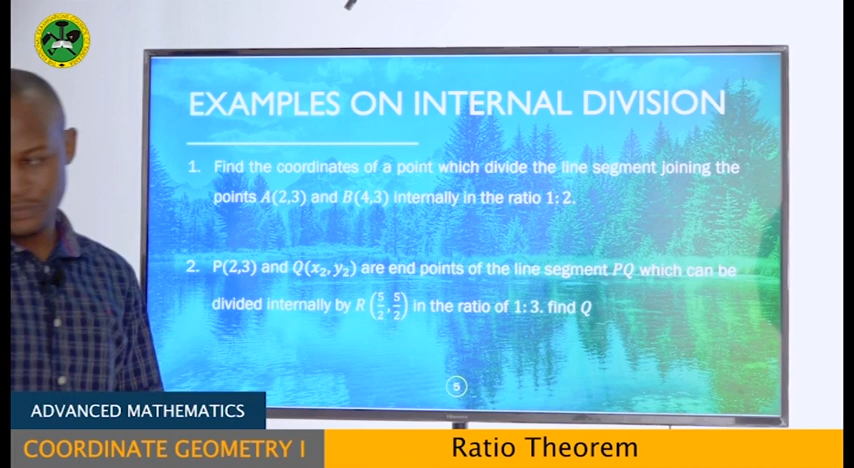 EXAMPLES ON INTERNAL DIVISION
1. Find the coordinates of a point which divide the line segment joining the
points A(2,3) and B(4,3) internally in the ratio 1:2.
2. P(2,3) and Q(x₂, y₂) are end points of the line segment PQ which can be
divided internally by R (5/2, 5/2) in the ratio of 1:3. find Q
5
Hisense
ADVANCED MATHEMATICS
COORDINATE GEOMETRY I
Ratio Theorem